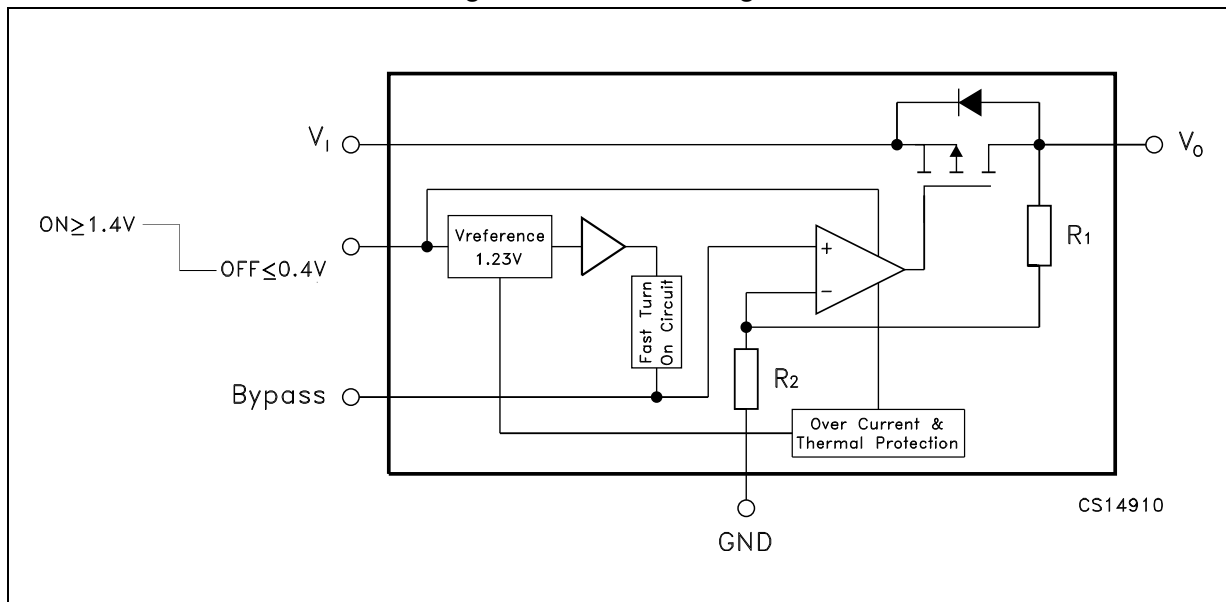 V_I
V_O
ON≥1.4V
OFF≤0.4V
Vreference
1.23V
Fast Turn
On Circuit
+
−
R1
R2
Bypass
Over Current &
Thermal Protection
GND
CS14910